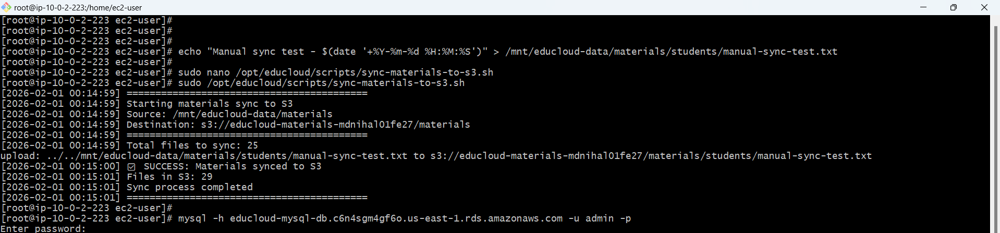 root@ip-10-0-2-223:/home/ec2-user
[root@ip-10-0-2-223 ec2-user]#
[root@ip-10-0-2-223 ec2-user]#
[root@ip-10-0-2-223 ec2-user]#
[root@ip-10-0-2-223 ec2-user]# echo "Manual sync test - $(date '+%Y-%m-%d %H:%M:%S')" > /mnt/educloud-data/materials/students/manual-sync-test.txt
[root@ip-10-0-2-223 ec2-user]#
[root@ip-10-0-2-223 ec2-user]# sudo nano /opt/educloud/scripts/sync-materials-to-s3.sh
[root@ip-10-0-2-223 ec2-user]# sudo /opt/educloud/scripts/sync-materials-to-s3.sh
[2026-02-01 00:14:59] ==========================================
[2026-02-01 00:14:59] Starting materials sync to S3
[2026-02-01 00:14:59] Source: /mnt/educloud-data/materials
[2026-02-01 00:14:59] Destination: s3://educloud-materials-mdnihal01fe27/materials
[2026-02-01 00:14:59] ==========================================
[2026-02-01 00:14:59] Total files to sync: 25
upload: ../../mnt/educloud-data/materials/students/manual-sync-test.txt to s3://educloud-materials-mdnihal01fe27/materials/students/manual-sync-test.txt
[2026-02-01 00:15:00] ☑ SUCCESS: Materials synced to S3
[2026-02-01 00:15:01] Files in S3: 29
[2026-02-01 00:15:01] Sync process completed
[2026-02-01 00:15:01] ==========================================
[root@ip-10-0-2-223 ec2-user]#
[root@ip-10-0-2-223 ec2-user]# mysql -h educloud-mysql-db.c6n4sgm4gf6o.us-east-1.rds.amazonaws.com -u admin -p
Enter password: